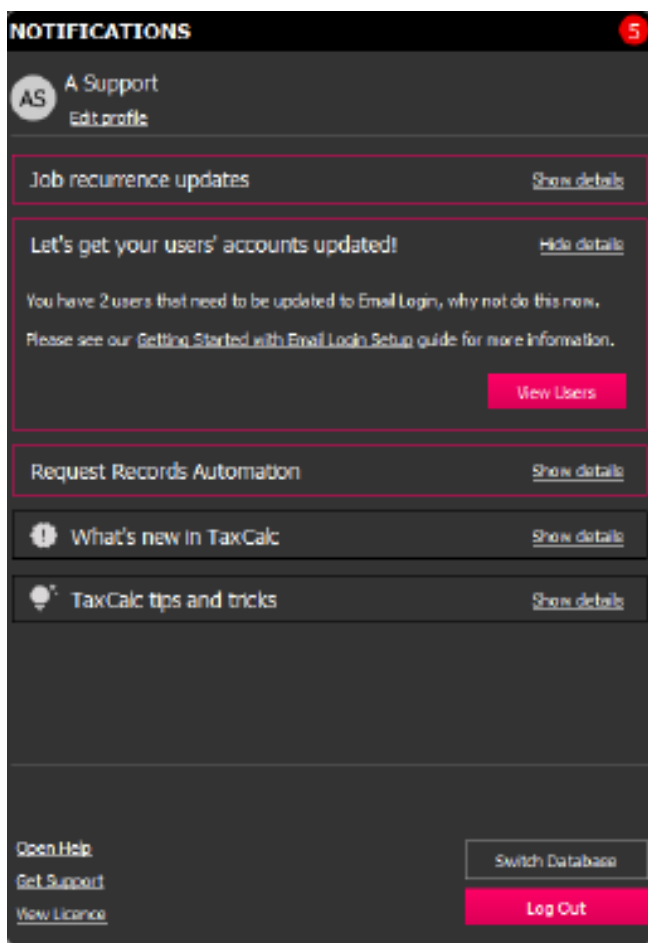 NOTIFICATIONS 5
AS A Support
Edit profile
Job recurrence updates Show details
Let's get your users' accounts updated! Hide details
You have 2 users that need to be updated to Email Login, why not do this now.
Please see our Getting Started with Email Login Setup guide for more information.
View Users
Request Records Automation Show details
What's new in TaxCalc Show details
TaxCalc tips and tricks Show details
Open Help
Switch Database
Get Support
Log Out
View Licence